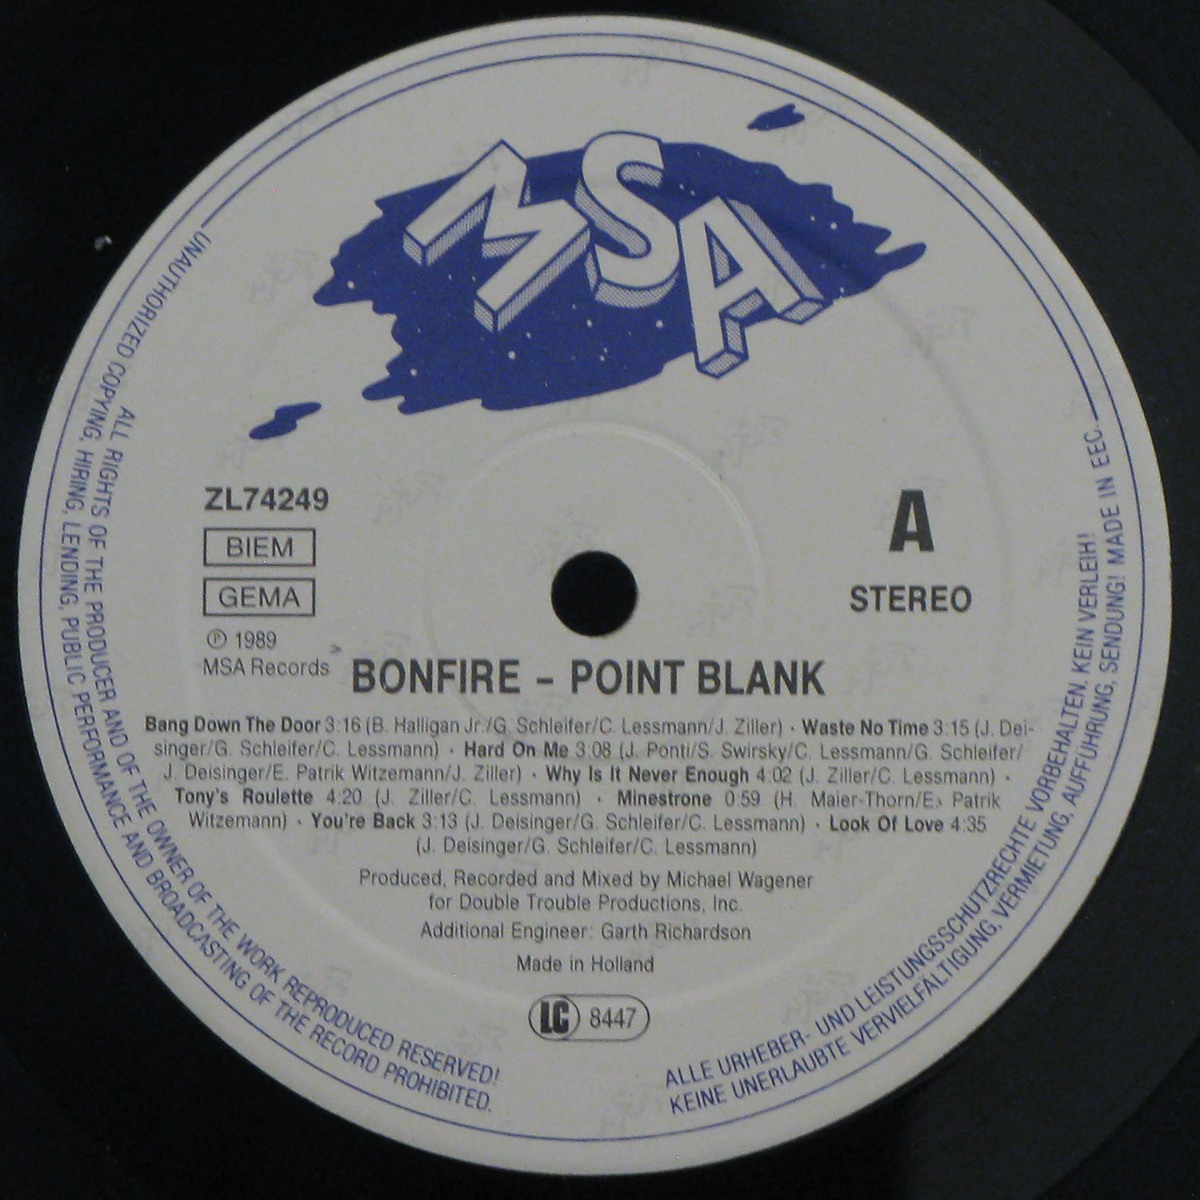 MSA
ZL74249
BIEM
GEMA
℗ 1989
MSA Records
A
STEREO
BONFIRE – POINT BLANK
Bang Down The Door 3:16 (B. Halligan Jr./G. Schleifer/C. Lessmann/J. Ziller) · Waste No Time 3:15 (J. Dei-
singer/G. Schleifer/C. Lessmann) · Hard On Me 3:08 (J. Ponti/S. Swirsky/C. Lessmann/G. Schleifer/
J. Deisinger/E. Patrik Witzemann/J. Ziller) · Why Is It Never Enough 4:02 (J. Ziller/C. Lessmann) ·
Tony's Roulette 4:20 (J. Ziller/C. Lessmann) · Minestrone 0:59 (H. Maier-Thorn/E. Patrik
Witzemann) · You're Back 3:13 (J. Deisinger/G. Schleifer/C. Lessmann) · Look Of Love 4:35
(J. Deisinger/G. Schleifer/C. Lessmann)
Produced, Recorded and Mixed by Michael Wagener
for Double Trouble Productions, Inc.
Additional Engineer: Garth Richardson
Made in Holland
LC 8447
ALL RIGHTS OF THE PRODUCER AND OF THE OWNER OF THE WORK REPRODUCED RESERVED!
UNAUTHORIZED COPYING, HIRING, LENDING, PUBLIC PERFORMANCE AND BROADCASTING OF THE RECORD PROHIBITED.
ALLE URHEBER- UND LEISTUNGSSCHUTZRECHTE VORBEHALTEN. KEIN VERLEIH!
KEINE UNERLAUBTE VERVIELFÄLTIGUNG, VERMIETUNG, AUFFÜHRUNG, SENDUNG! MADE IN EEC.